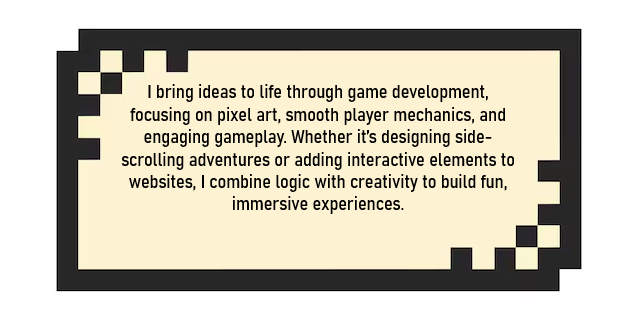 I bring ideas to life through game development,
focusing on pixel art, smooth player mechanics, and
engaging gameplay. Whether it's designing side-
scrolling adventures or adding interactive elements to
websites, I combine logic with creativity to build fun,
immersive experiences.